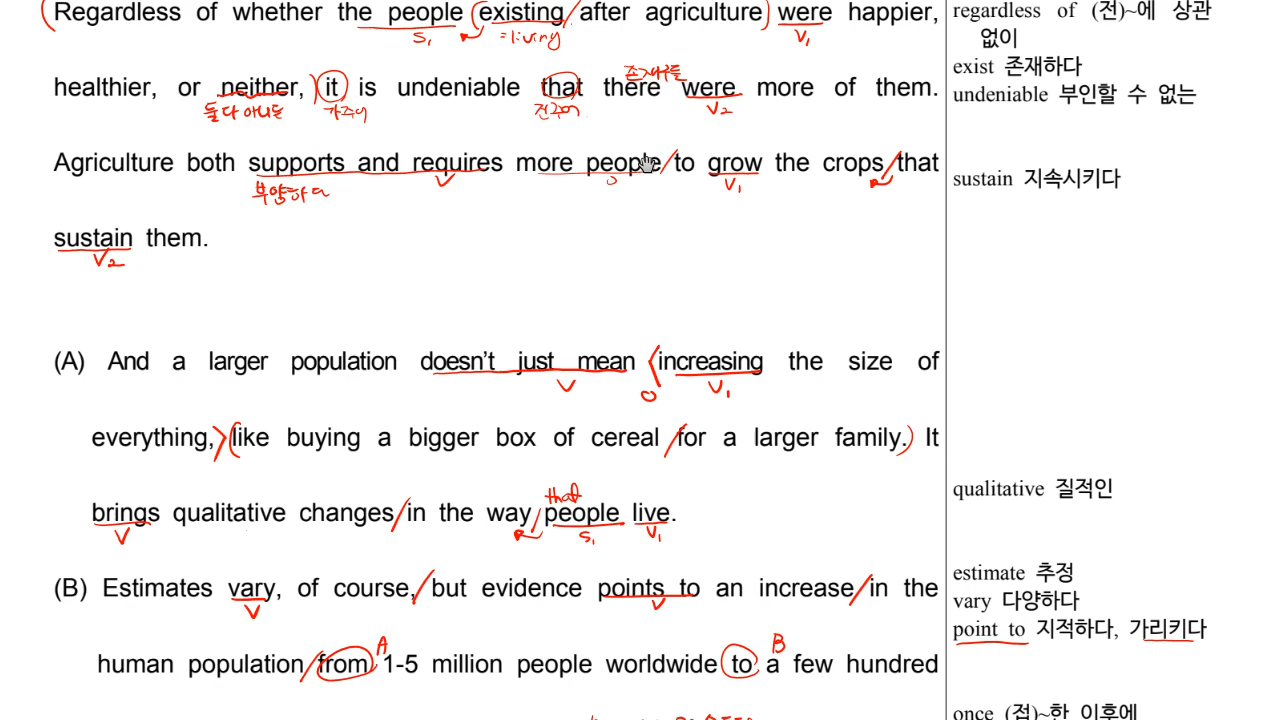 Regardless of whether the people existing after agriculture were happier,
S₁ =living V₁
존재구들
healthier, or neither, it is undeniable that there were more of them.
둘다 아니든 가주어 진주어 V₂
Agriculture both supports and requires more people to grow the crops that
부양하다 V O V₁
sustain them.
V₂
(A) And a larger population doesn't just mean increasing the size of
V O V₁
everything, like buying a bigger box of cereal for a larger family. It
that
brings qualitative changes in the way people live.
V S₁ V₁
(B) Estimates vary, of course, but evidence points to an increase in the
V V
A B
human population from 1-5 million people worldwide to a few hundred
regardless of (전)~에 상관
없이
exist 존재하다
undeniable 부인할 수 없는
sustain 지속시키다
qualitative 질적인
estimate 추정
vary 다양하다
point to 지적하다, 가리키다
once (접)~한 이후에